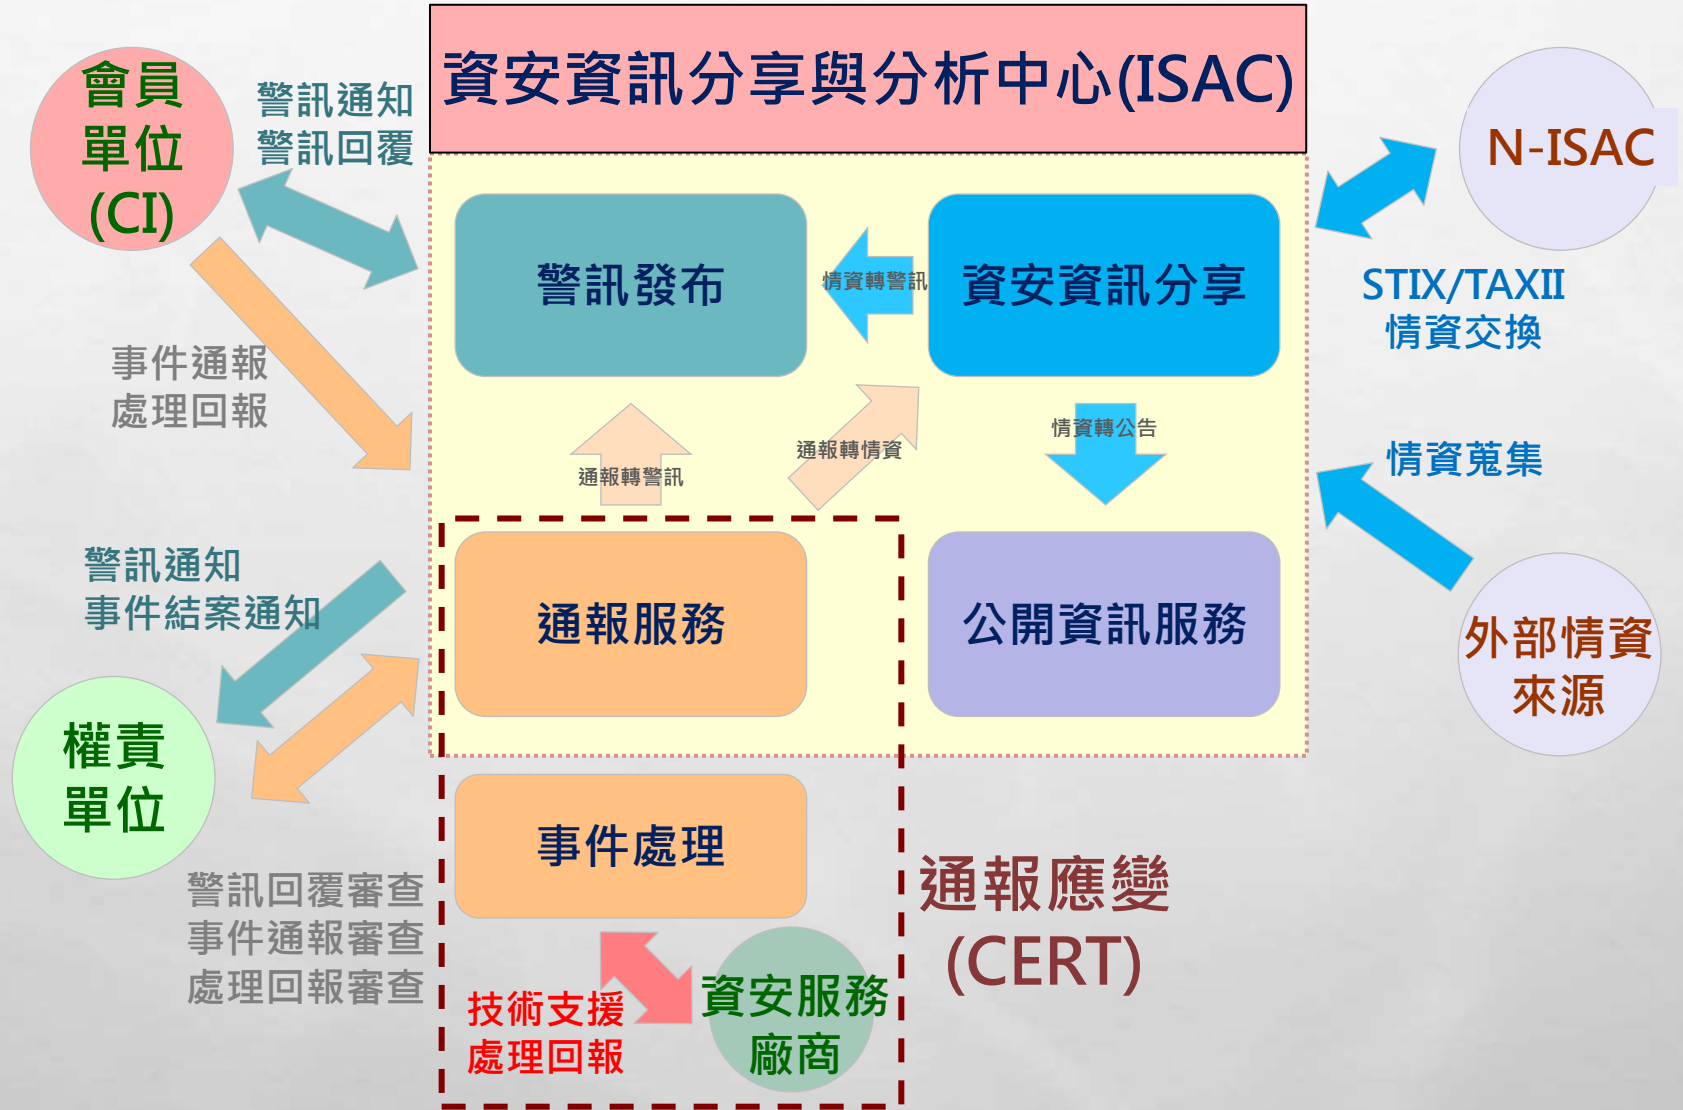 資安資訊分享與分析中心(ISAC)
會員
單位
(CI)
警訊通知
警訊回覆
N-ISAC
警訊發布
情資轉警訊
資安資訊分享
STIX/TAXII
情資交換
事件通報
處理回報
通報轉警訊
通報轉情資
情資轉公告
情資蒐集
警訊通知
事件結案通知
通報服務
公開資訊服務
外部情資
來源
權責
單位
事件處理
警訊回覆審查
事件通報審查
處理回報審查
通報應變
(CERT)
技術支援
處理回報
資安服務
廠商